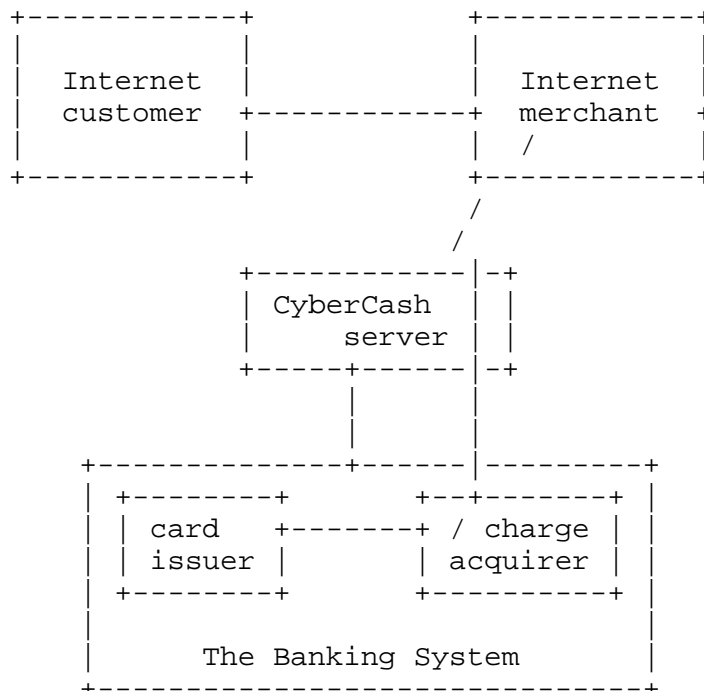 Internet Internet
customer merchant
CyberCash
server
card charge
issuer acquirer
The Banking System